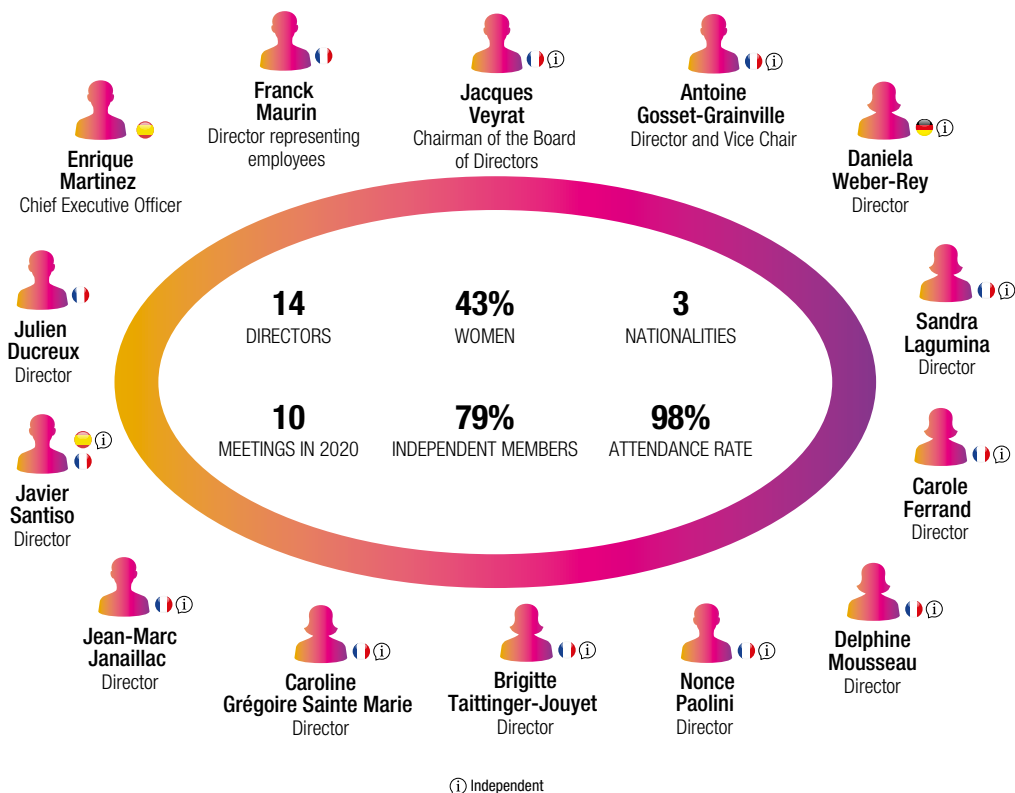 Franck
Maurin
Director representing
employees
Jacques
Veyrat
Chairman of the Board
of Directors
Antoine
Gosset-Grainville
Director and Vice Chair
Enrique
Martinez
Chief Executive Officer
Daniela
Weber-Rey
Director
Julien
Ducreux
Director
Sandra
Lagumina
Director
14
DIRECTORS
43%
WOMEN
3
NATIONALITIES
10
MEETINGS IN 2020
79%
INDEPENDENT MEMBERS
98%
ATTENDANCE RATE
Javier
Santiso
Director
Carole
Ferrand
Director
Jean-Marc
Janaillac
Director
Caroline
Grégoire Sainte Marie
Director
Brigitte
Taittinger-Jouyet
Director
Nonce
Paolini
Director
Delphine
Mousseau
Director
i Independent